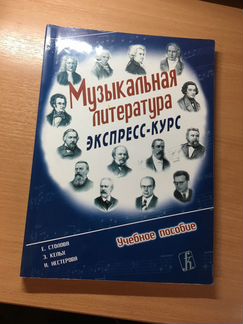 Музыкальная
литература
ЭКСПРЕСС-КУРС
Е. СТОЛОВА
Э. КЕЛЬХ
Н. НЕСТЕРОВА
Учебное пособие